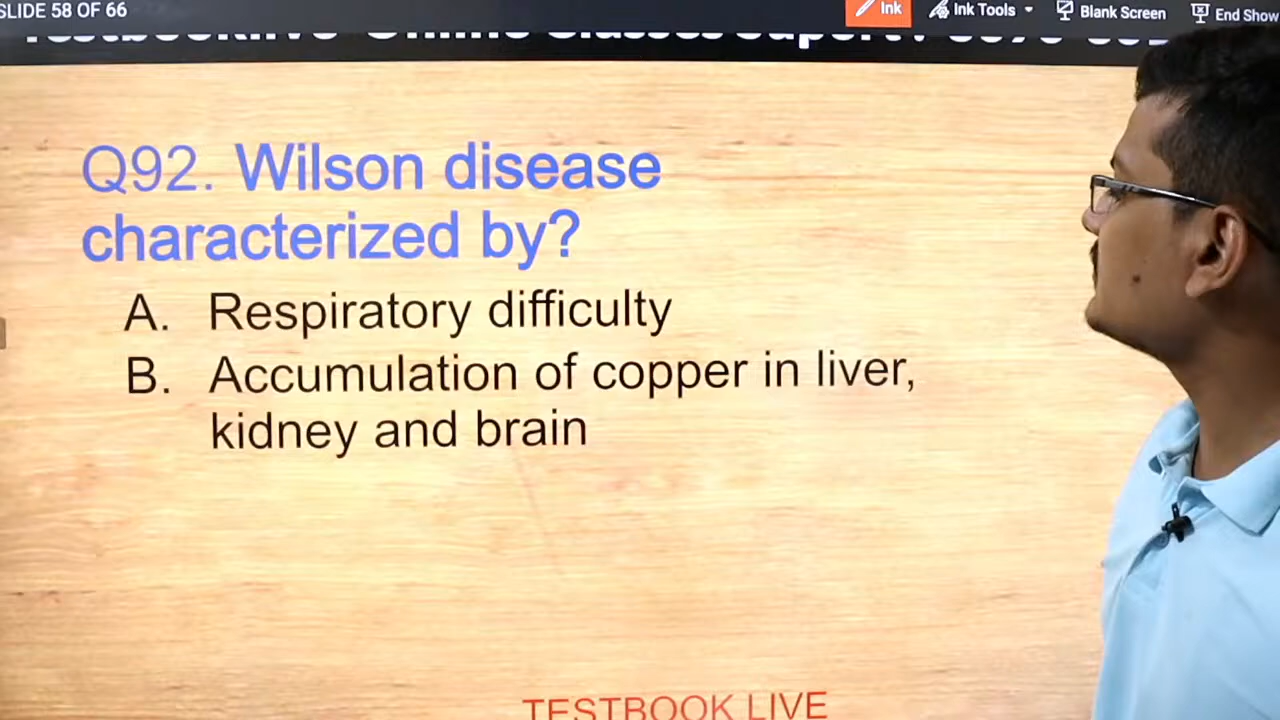 SLIDE 58 OF 66
Ink
Ink Tools
Blank Screen
End Show
Q92. Wilson disease
characterized by?
A. Respiratory difficulty
B. Accumulation of copper in liver,
kidney and brain
TESTBOOK LIVE